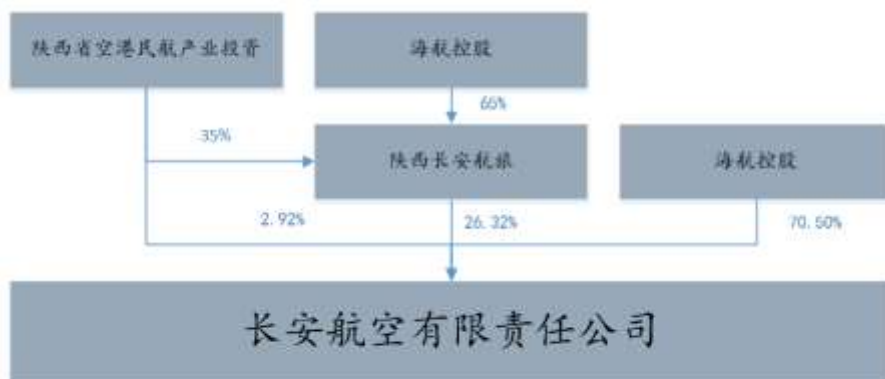 陕西省空港民航产业投资
海航控股
65%
35%
陕西长安航旅
海航控股
2.92%
26.32%
70.50%
长安航空有限责任公司